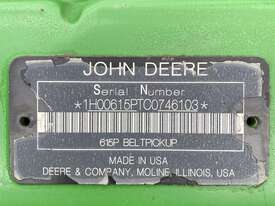 JOHN DEERE
Serial Number
*1H00615PTC0746103*
615P BELTPICKUP
MADE IN USA
DEERE & COMPANY, MOLINE, ILLINOIS, USA